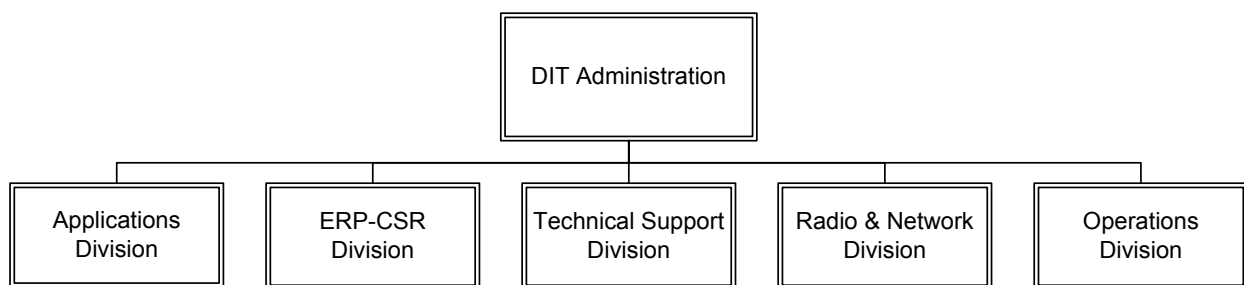 DIT Administration
Applications
Division
ERP-CSR
Division
Technical Support
Division
Radio & Network
Division
Operations
Division